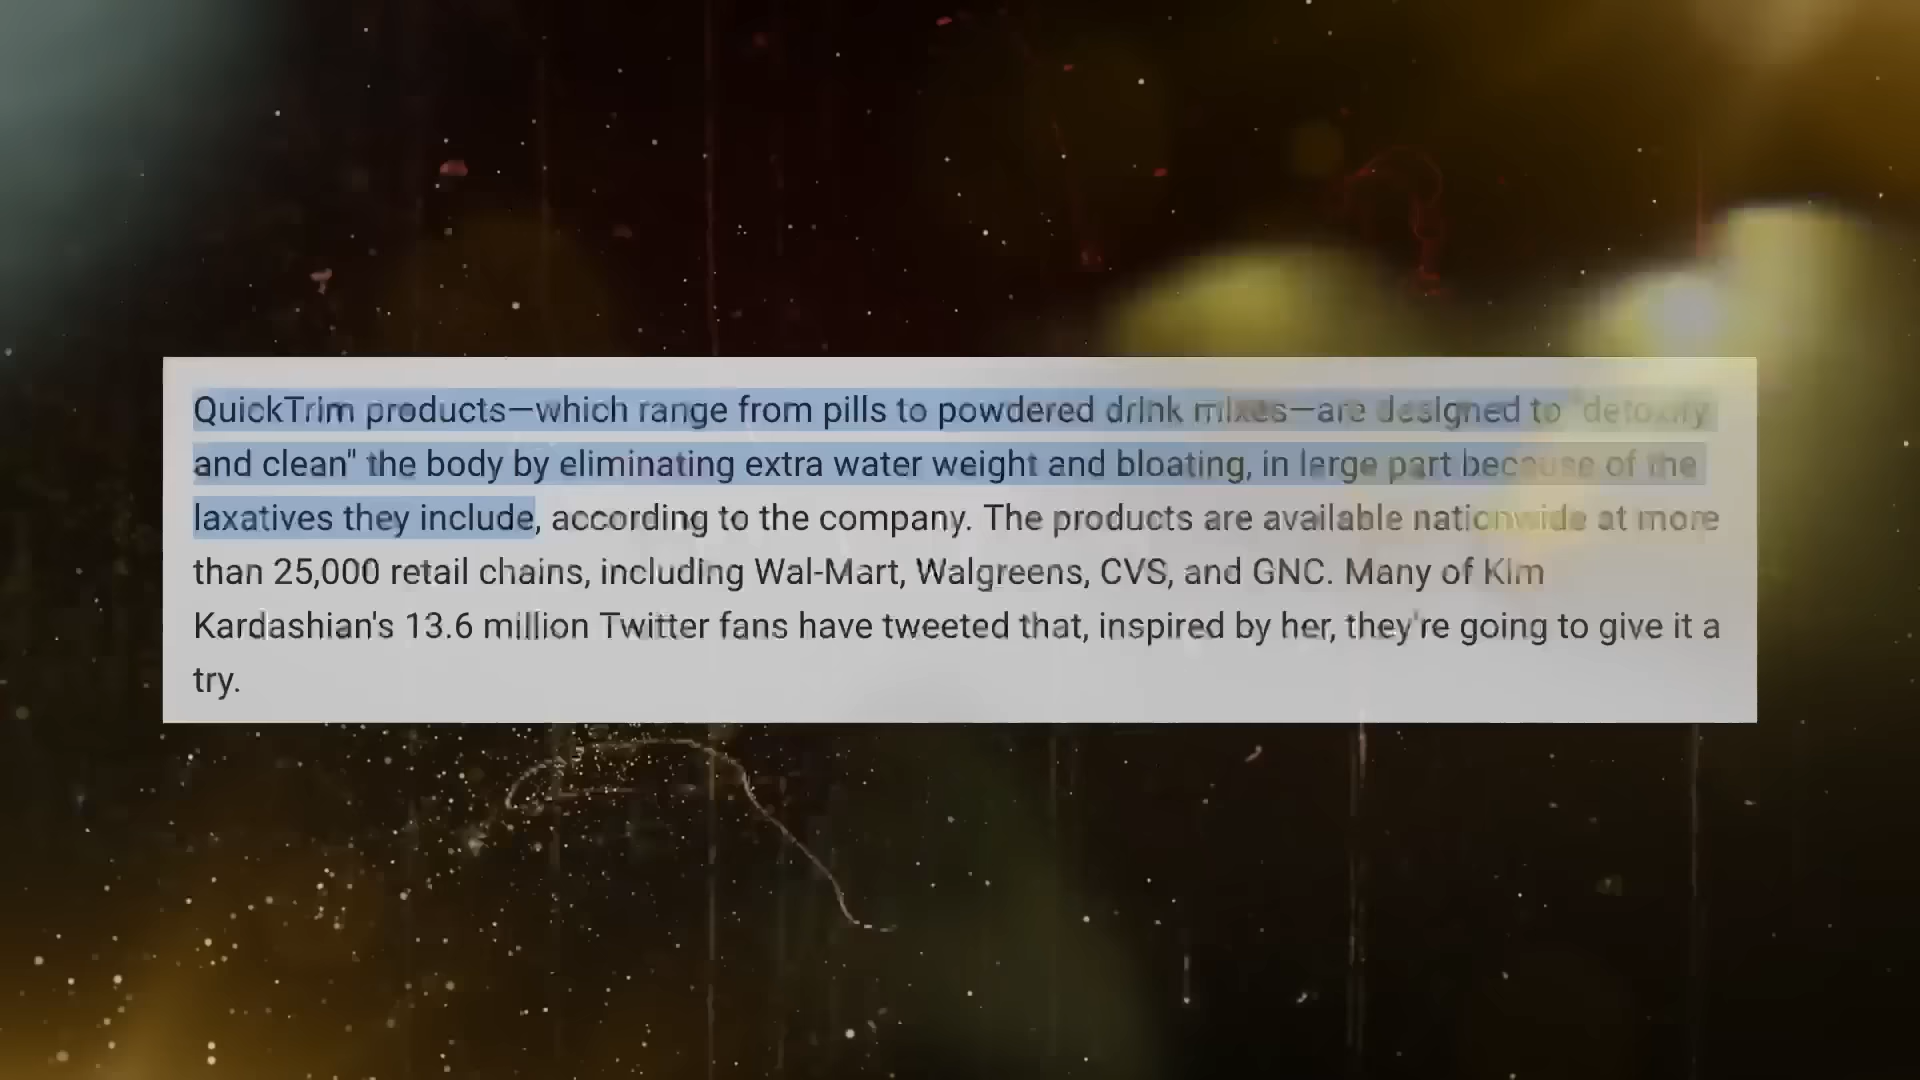 QuickTrim products—which range from pills to powdered drink mixes—are designed to "detoxify
and clean" the body by eliminating extra water weight and bloating, in large part because of the
laxatives they include, according to the company. The products are available nationwide at more
than 25,000 retail chains, including Wal-Mart, Walgreens, CVS, and GNC. Many of Kim
Kardashian's 13.6 million Twitter fans have tweeted that, inspired by her, they're going to give it a
try.